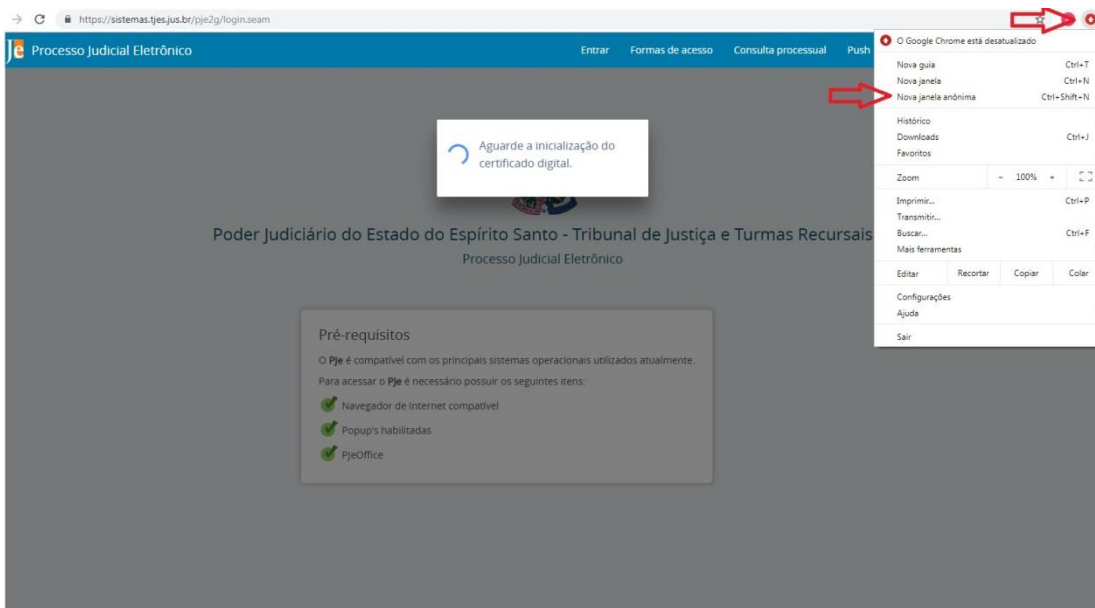 https://sistemas.tjes.jus.br/pje2g/login.seam
Je Processo Judicial Eletrônico Entrar Formas de acesso Consulta processual Push
O Google Chrome está desatualizado
Nova guia Ctrl+T
Nova janela Ctrl+N
Nova janela anônima Ctrl+Shift+N
Histórico
Downloads Ctrl+J
Favoritos
Zoom - 100% +
Imprimir... Ctrl+P
Transmitir...
Buscar... Ctrl+F
Mais ferramentas
Editar Recortar Copiar Colar
Configurações
Ajuda
Sair
Aguarde a inicialização do
certificado digital.
Poder Judiciário do Estado do Espírito Santo - Tribunal de Justiça e Turmas Recursais
Processo Judicial Eletrônico
Pré-requisitos
O PJe é compatível com os principais sistemas operacionais utilizados atualmente.
Para acessar o PJe é necessário possuir os seguintes itens:
Navegador de Internet compatível
Popup's habilitadas
PJeOffice